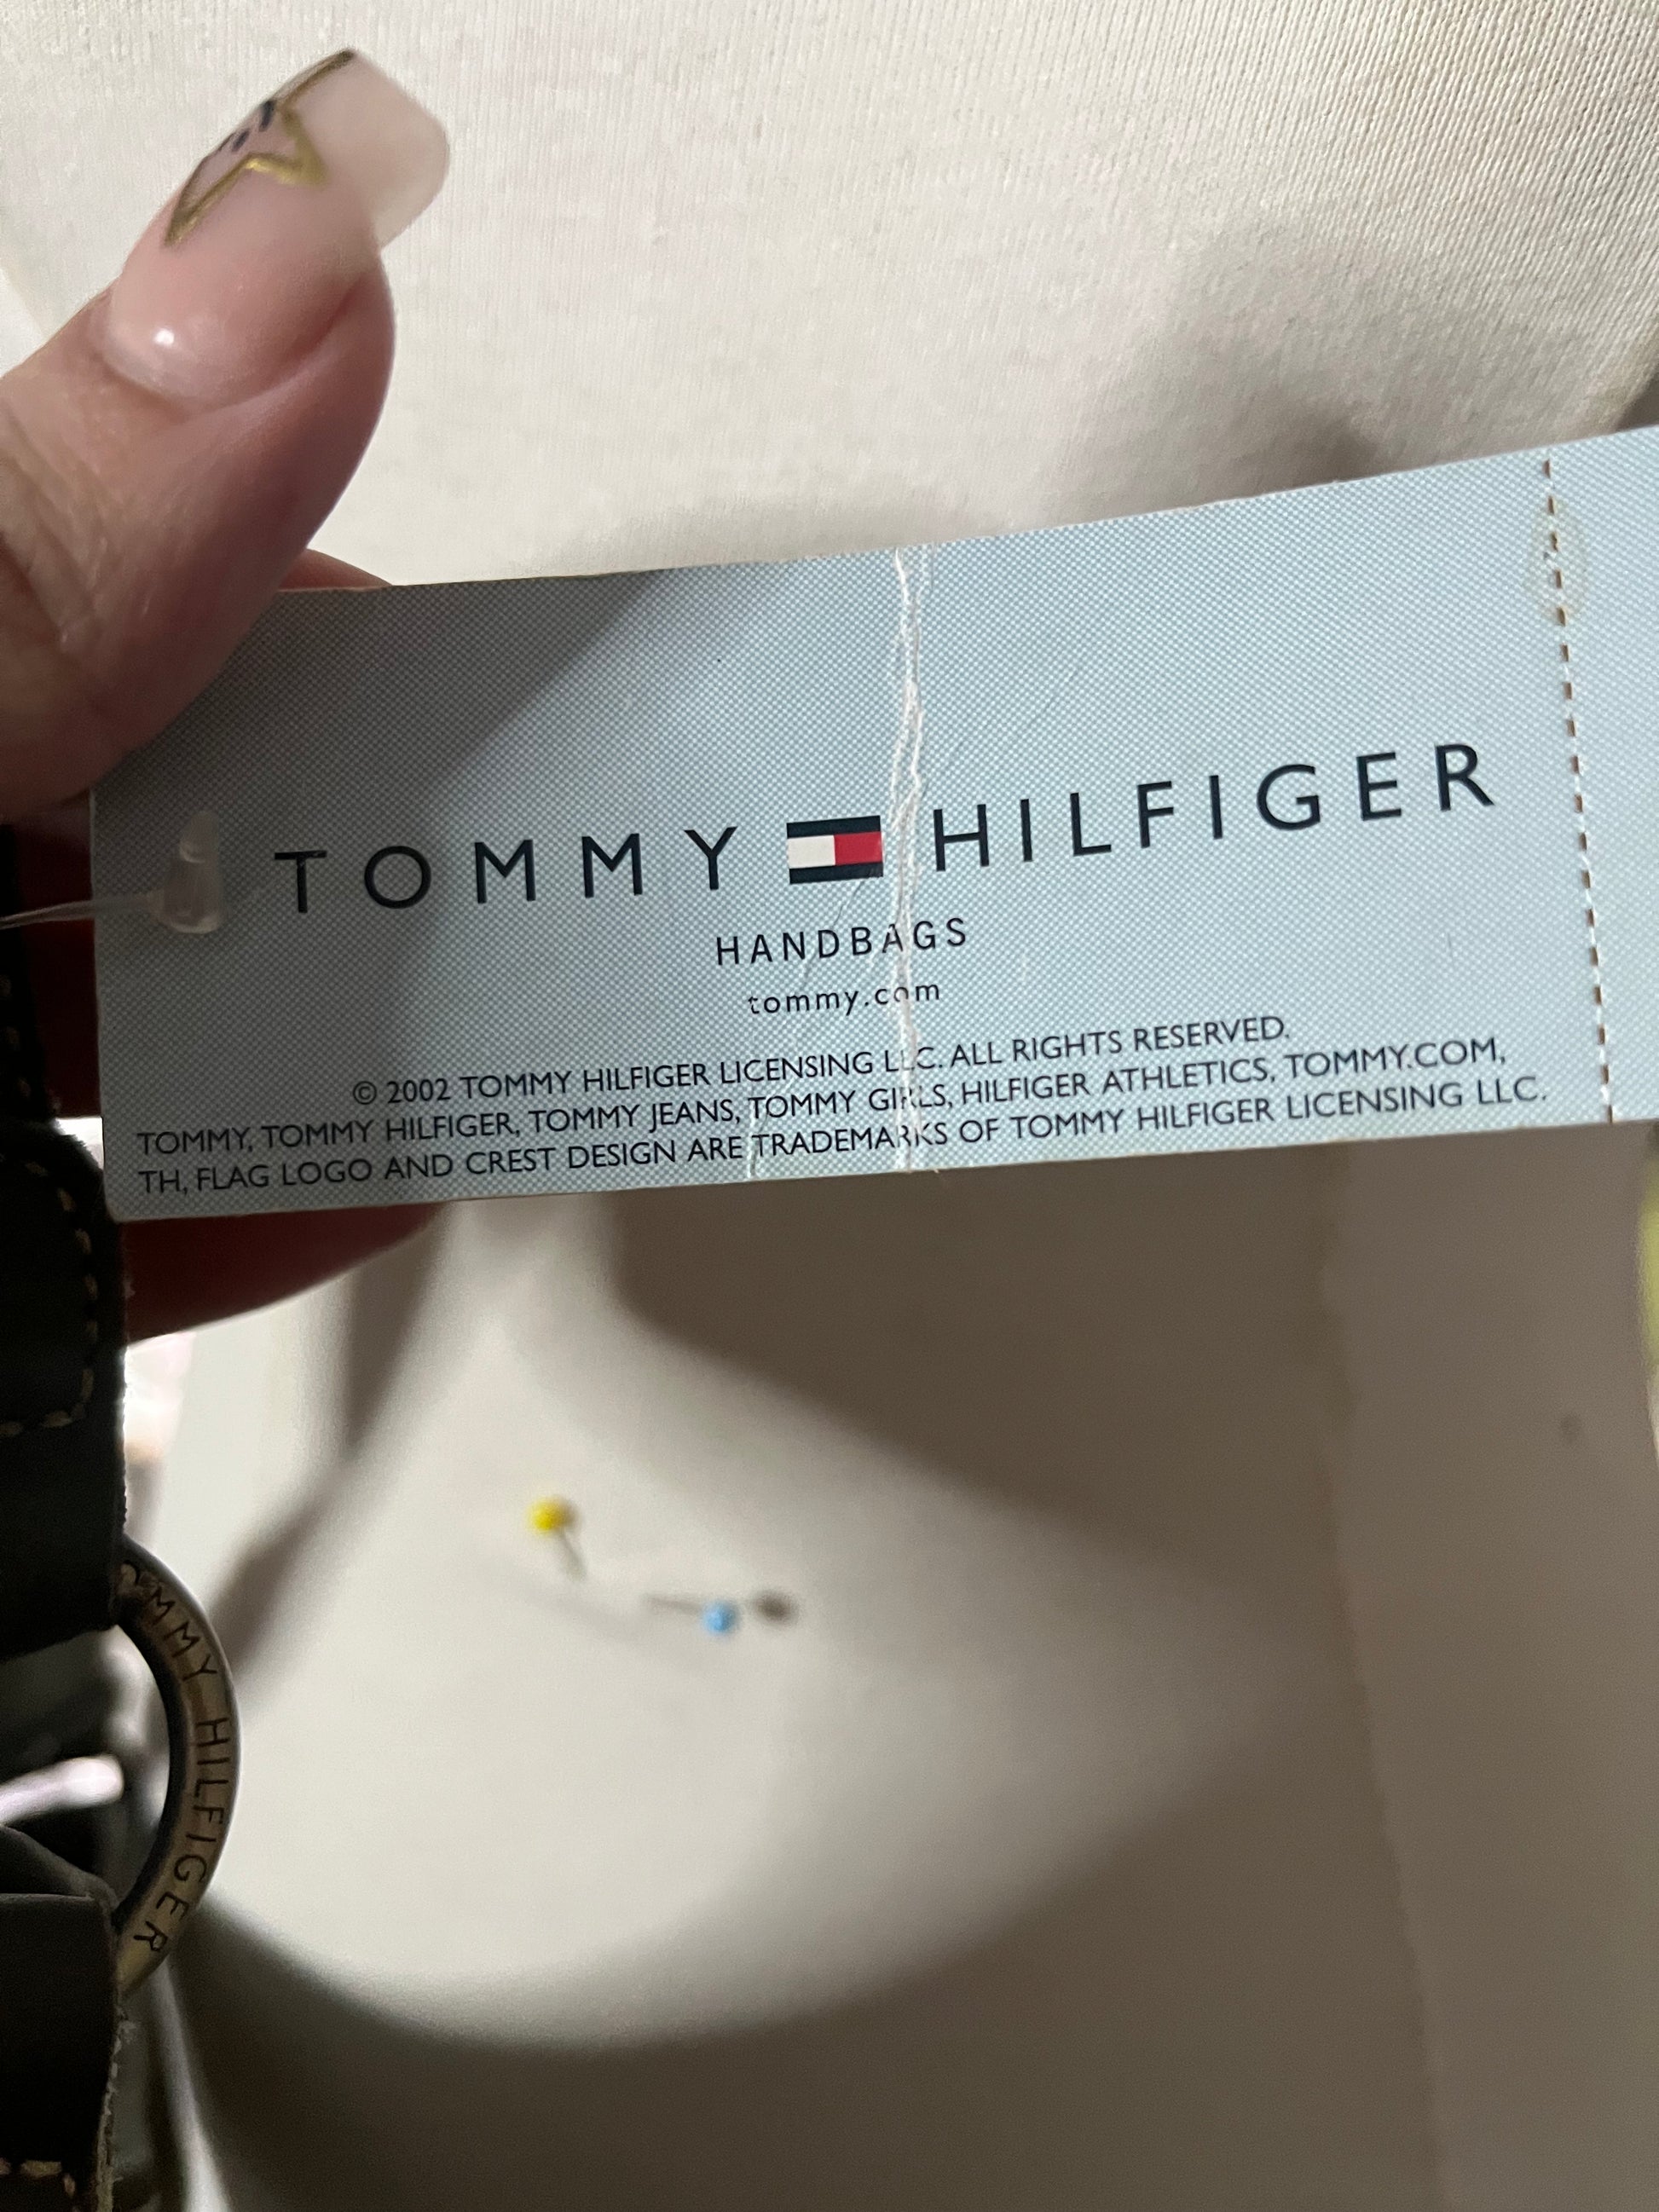 TOMMY HILFIGER
HANDBAGS
tommy.com
© 2002 TOMMY HILFIGER LICENSING LLC. ALL RIGHTS RESERVED.
TOMMY, TOMMY HILFIGER, TOMMY JEANS, TOMMY GIRLS, HILFIGER ATHLETICS, TOMMY.COM,
TH, FLAG LOGO AND CREST DESIGN ARE TRADEMARKS OF TOMMY HILFIGER LICENSING LLC.
TOMMY HILFIGER